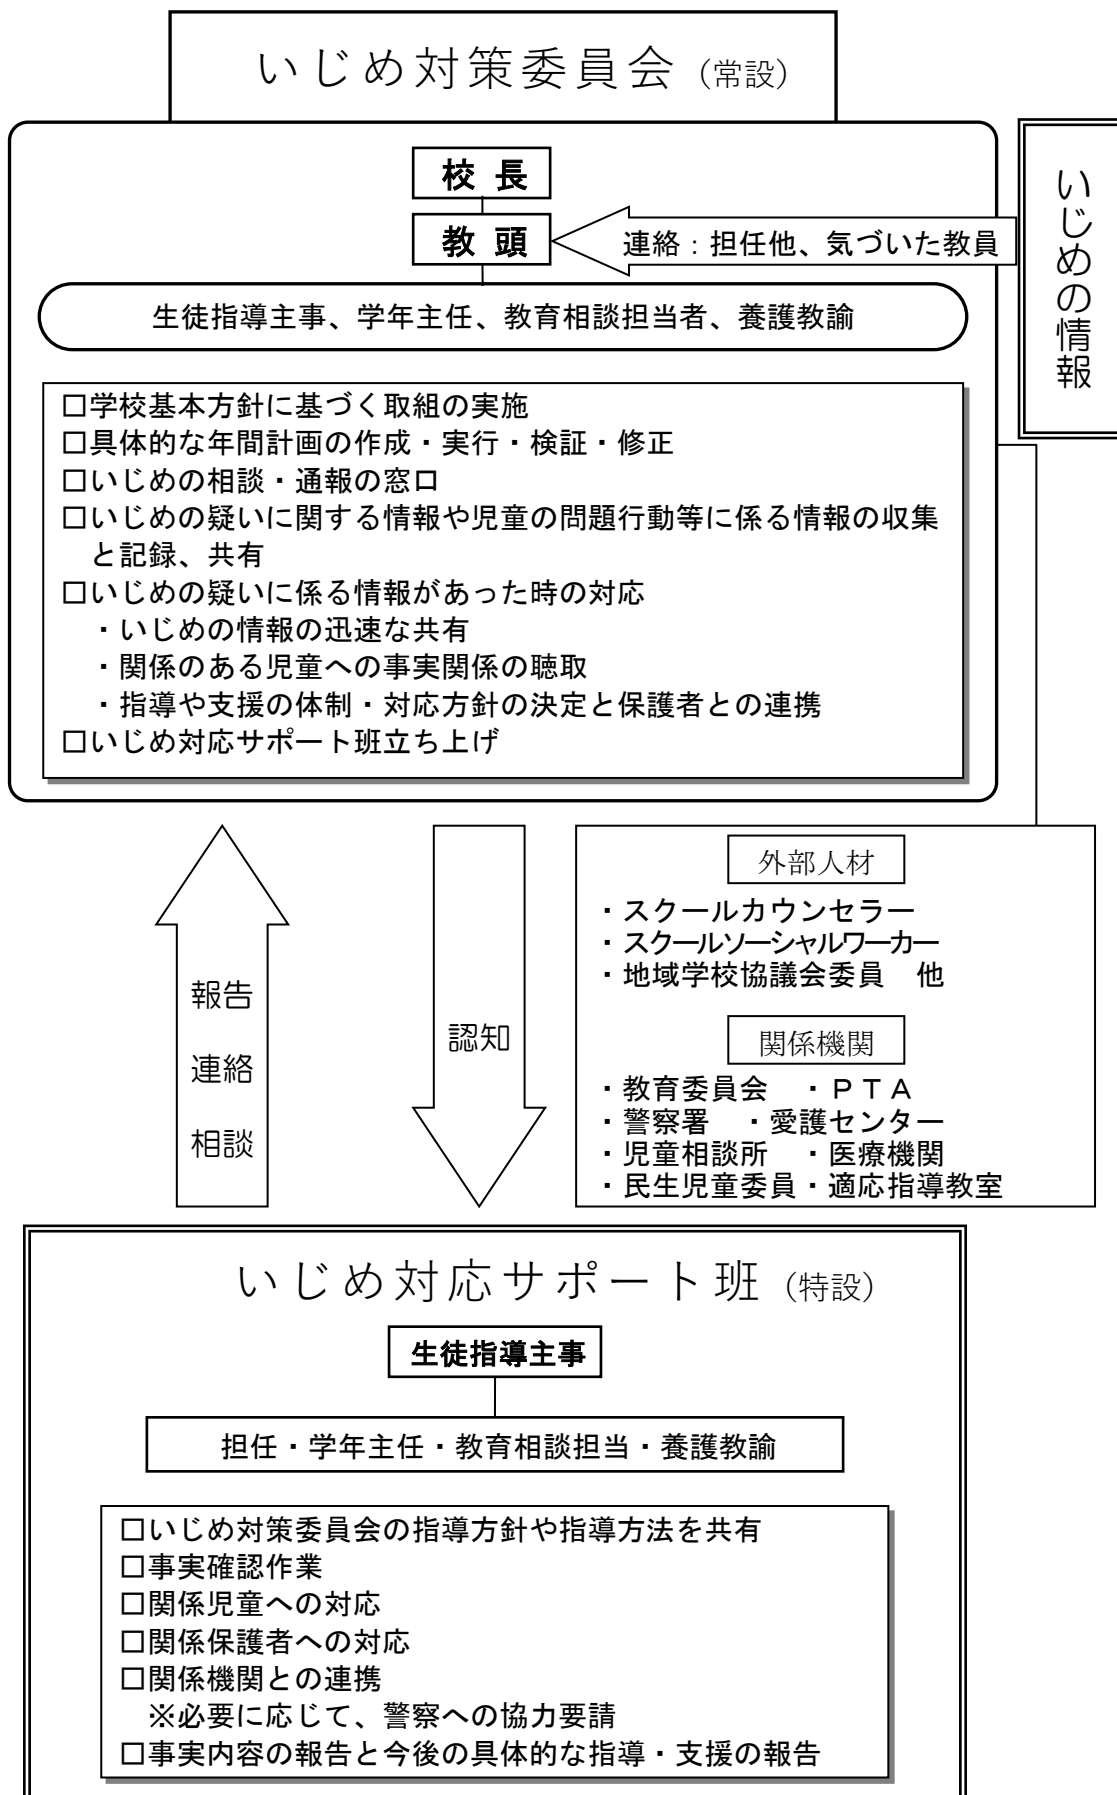 いじめ対策委員会（常設）
校 長
教 頭
連絡：担任他、気づいた教員
いじめの情報
生徒指導主事、学年主任、教育相談担当者、養護教諭
□学校基本方針に基づく取組の実施
□具体的な年間計画の作成・実行・検証・修正
□いじめの相談・通報の窓口
□いじめの疑いに関する情報や児童の問題行動等に係る情報の収集
と記録、共有
□いじめの疑いに係る情報があった時の対応
・いじめの情報の迅速な共有
・関係のある児童への事実関係の聴取
・指導や支援の体制・対応方針の決定と保護者との連携
□いじめ対応サポート班立ち上げ
報告
連絡
相談
認知
外部人材
・スクールカウンセラー
・スクールソーシャルワーカー
・地域学校協議会委員　他
関係機関
・教育委員会　・ＰＴＡ
・警察署　・愛護センター
・児童相談所　・医療機関
・民生児童委員・適応指導教室
いじめ対応サポート班（特設）
生徒指導主事
担任・学年主任・教育相談担当・養護教諭
□いじめ対策委員会の指導方針や指導方法を共有
□事実確認作業
□関係児童への対応
□関係保護者への対応
□関係機関との連携
※必要に応じて、警察への協力要請
□事実内容の報告と今後の具体的な指導・支援の報告